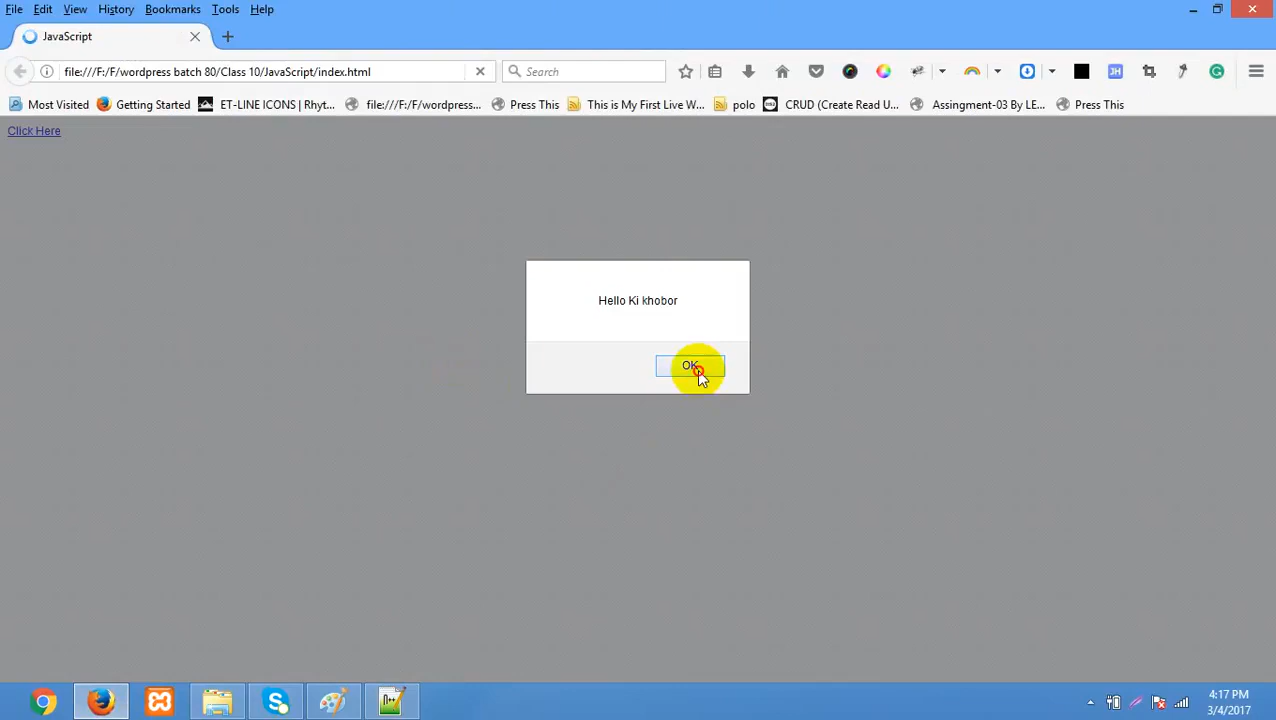 File Edit View History Bookmarks Tools Help
JavaScript
file:///F:/F/wordpress batch 80/Class 10/JavaScript/index.html Search
Most Visited Getting Started ET-LINE ICONS | Rhyt... file:///F:/F/wordpress... Press This This is My First Live W... polo CRUD (Create Read U... Assingment-03 By LE... Press This
Click Here
Hello Ki khobor
OK
4:17 PM
3/4/2017